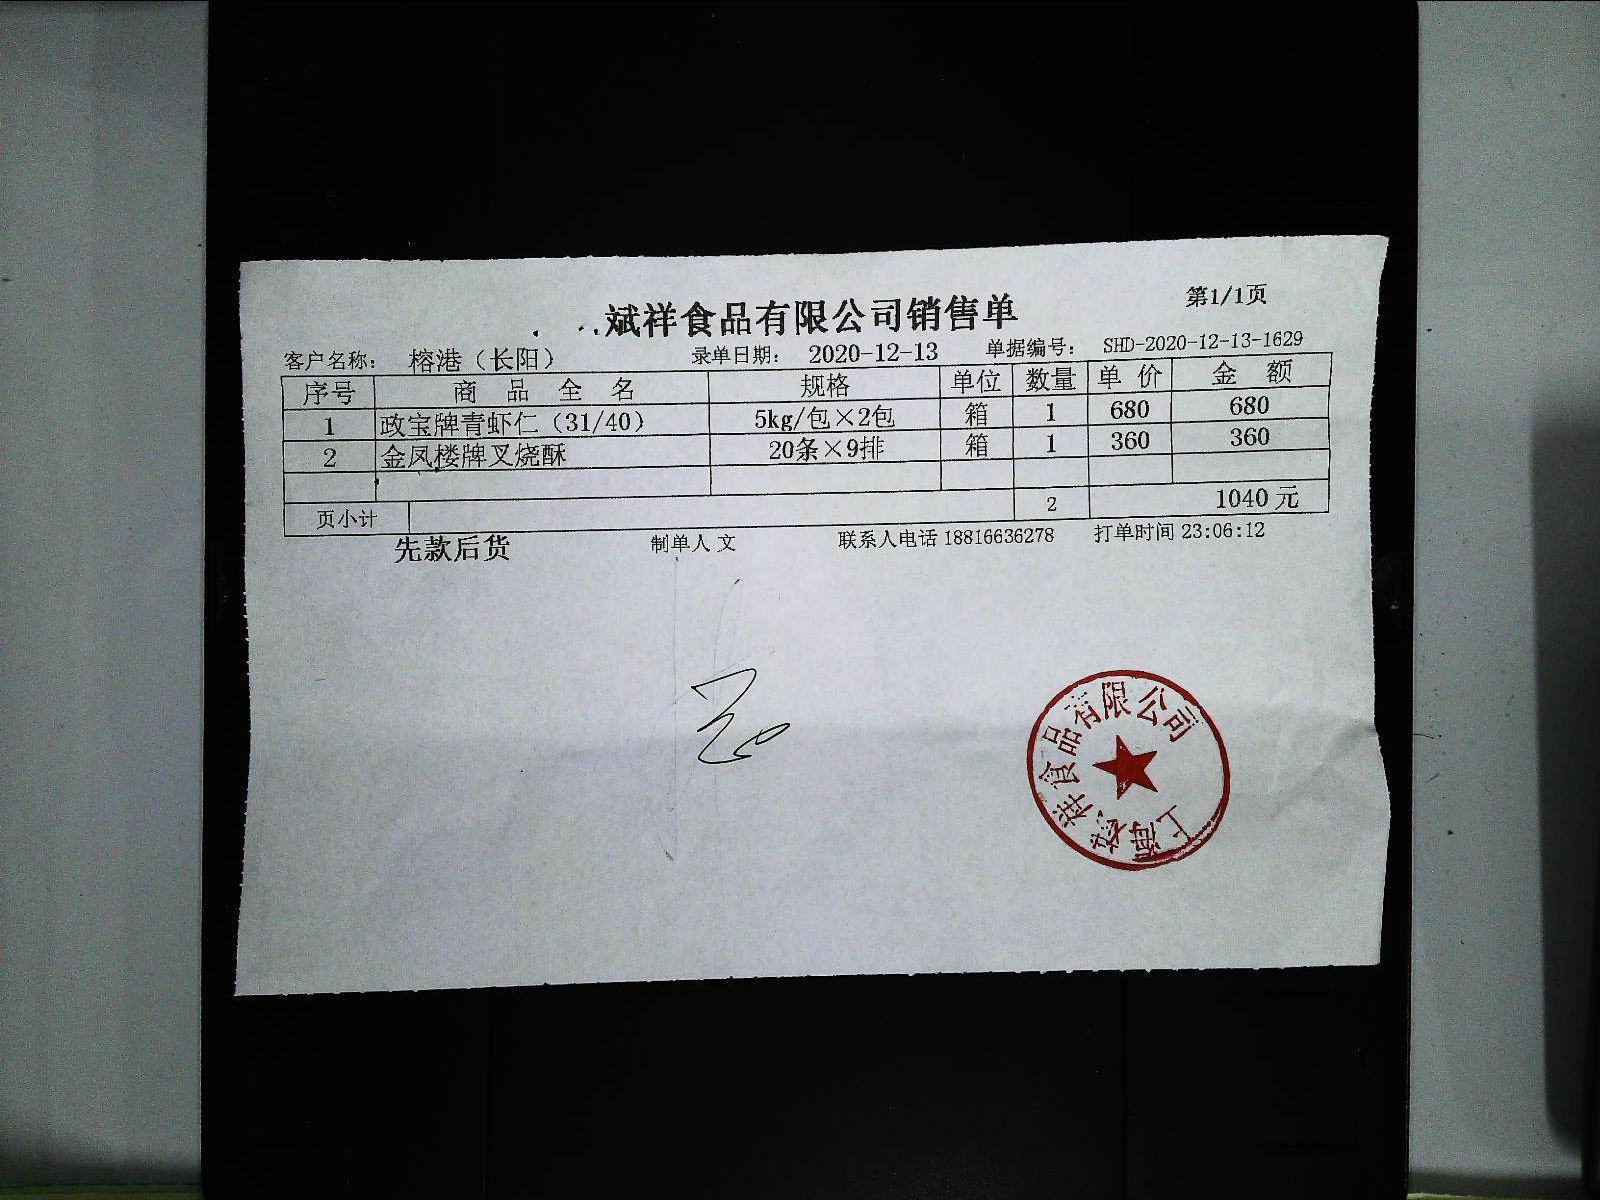 第1/1页
斌祥食品有限公司销售单
客户名称： 榕港（长阳） 录单日期： 2020-12-13 单据编号： SHD-2020-12-13-1629
序号 商品全名 规格 单位 数量 单价 金额
1 政宝牌青虾仁（31/40） 5kg/包×2包 箱 1 680 680
2 金凤楼牌叉烧酥 20条×9排 箱 1 360 360
页小计 2 1040 元
先款后货 制单人 文 联系人电话 18816636278 打单时间 23:06:12
上海斌祥食品有限公司